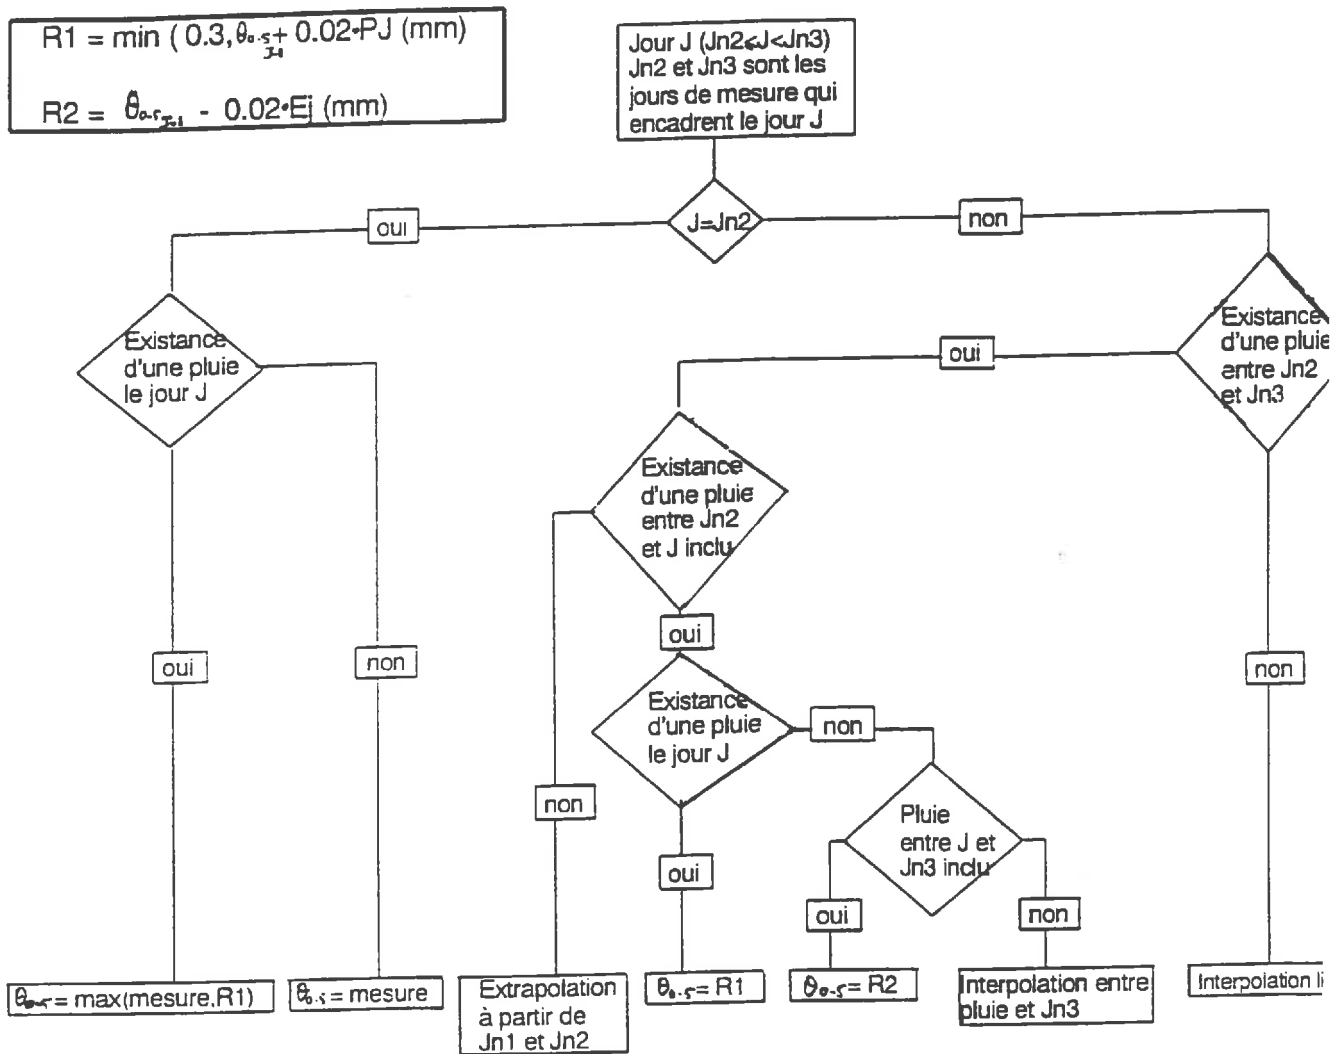 R1 = min ( 0.3, θ₀₋₅ J-1 + 0.02·PJ (mm)
R2 = θ₀₋₅ J-1 - 0.02·Ej (mm)
Jour J (Jn2≤J<Jn3)
Jn2 et Jn3 sont les
jours de mesure qui
encadrent le jour J
J=Jn2
oui
non
Existance
d'une pluie
le jour J
Existance
d'une pluie
entre Jn2
et Jn3
oui
Existance
d'une pluie
entre Jn2
et J inclu
oui
non
oui
non
Existance
d'une pluie
le jour J
non
non
Pluie
entre J et
Jn3 inclu
oui
oui
non
θ₀₋₅ = max(mesure,R1)
θ₀₋₅ = mesure
Extrapolation
à partir de
Jn1 et Jn2
θ₀₋₅ = R1
θ₀₋₅ = R2
Interpolation entre
pluie et Jn3
Interpolation li